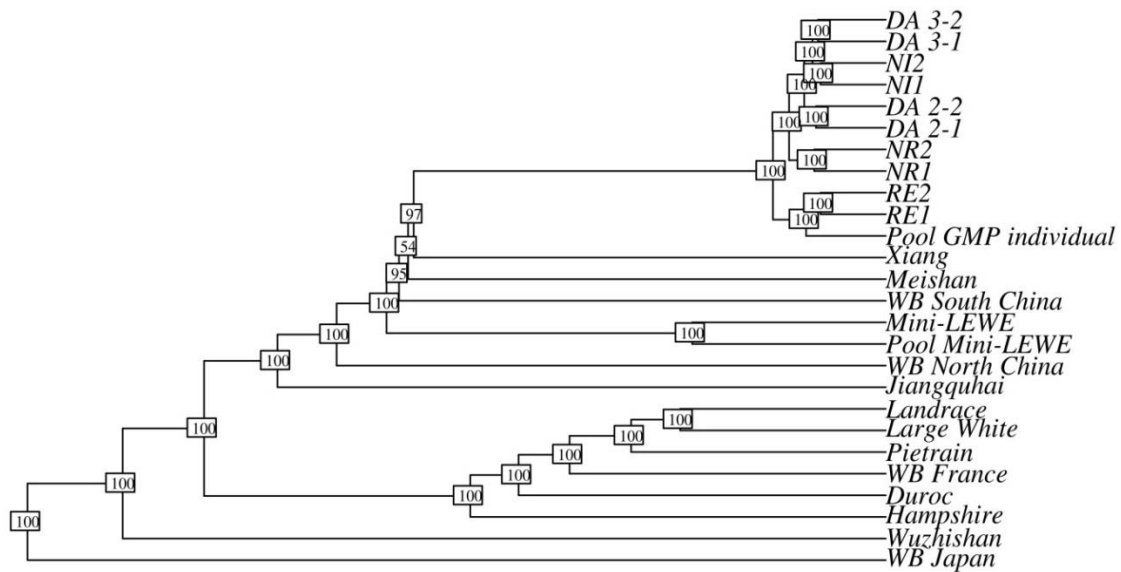 DA 3-2
100
DA 3-1
100
NI2
100
100
NI1
DA 2-2
100
100
DA 2-1
NR2
100
100
NR1
RE2
100
97
RE1
100
Pool GMP individual
54
Xiang
95
Meishan
100
WB South China
Mini-LEWE
100
100
Pool Mini-LEWE
100
WB North China
Jiangquhai
Landrace
100
100
Large White
100
Pietrain
100
WB France
100
Duroc
100
100
Hampshire
100
Wuzhishan
WB Japan